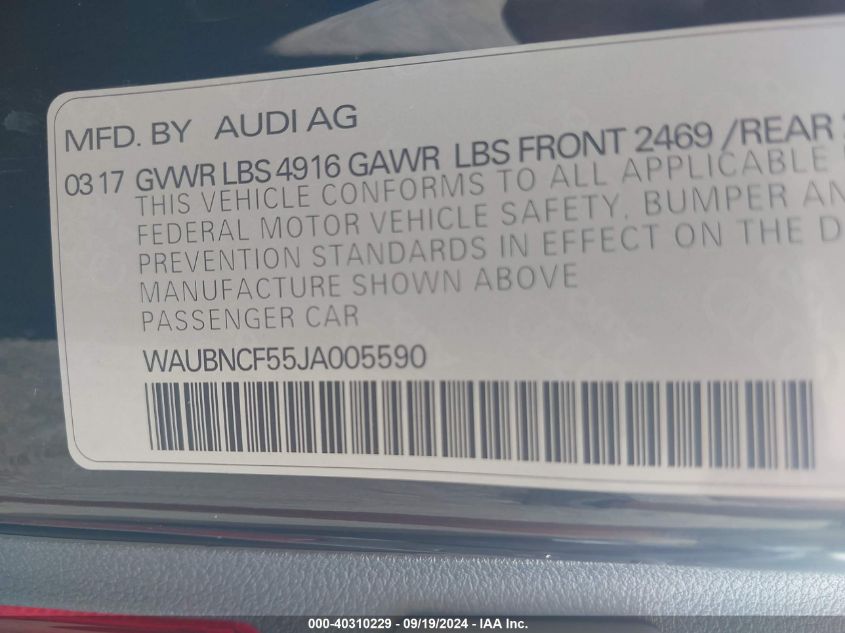 MFD. BY AUDI AG
03 17 GVWR LBS 4916 GAWR LBS FRONT 2469 /REAR
THIS VEHICLE CONFORMS TO ALL APPLICABLE
FEDERAL MOTOR VEHICLE SAFETY, BUMPER AN
PREVENTION STANDARDS IN EFFECT ON THE D
MANUFACTURE SHOWN ABOVE
PASSENGER CAR
WAUBNCF55JA005590
000-40310229 - 09/19/2024 - IAA Inc.